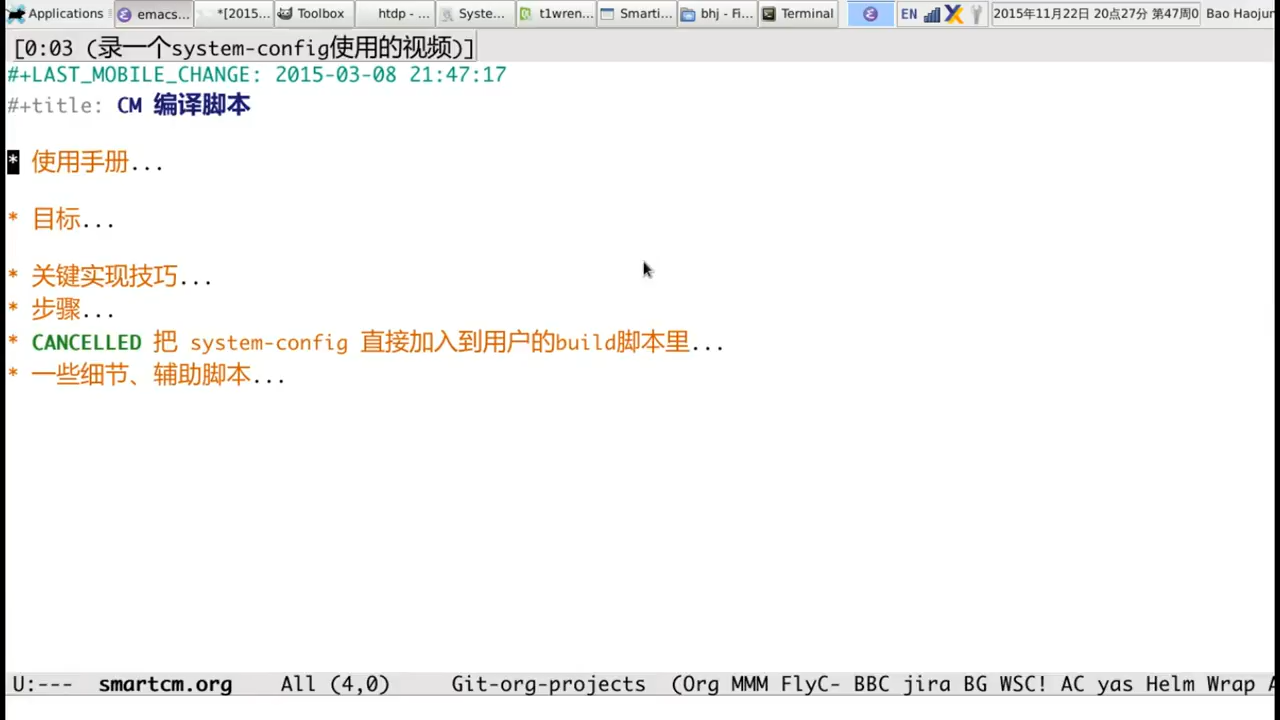 Applications emacs... *[2015... Toolbox htdp - ... Syste... t1wren... Smarti... bhj - Fi... Terminal EN 2015年11月22日 20点27分 第47周0 Bao Haojun
[0:03 (录一个system-config使用的视频)]
#+LAST_MOBILE_CHANGE: 2015-03-08 21:47:17
#+title: CM 编译脚本
* 使用手册...
* 目标...
* 关键实现技巧...
* 步骤...
* CANCELLED 把 system-config 直接加入到用户的build脚本里...
* 一些细节、辅助脚本...
U:--- smartcm.org All (4,0) Git-org-projects (Org MMM FlyC- BBC jira BG WSC! AC yas Helm Wrap A